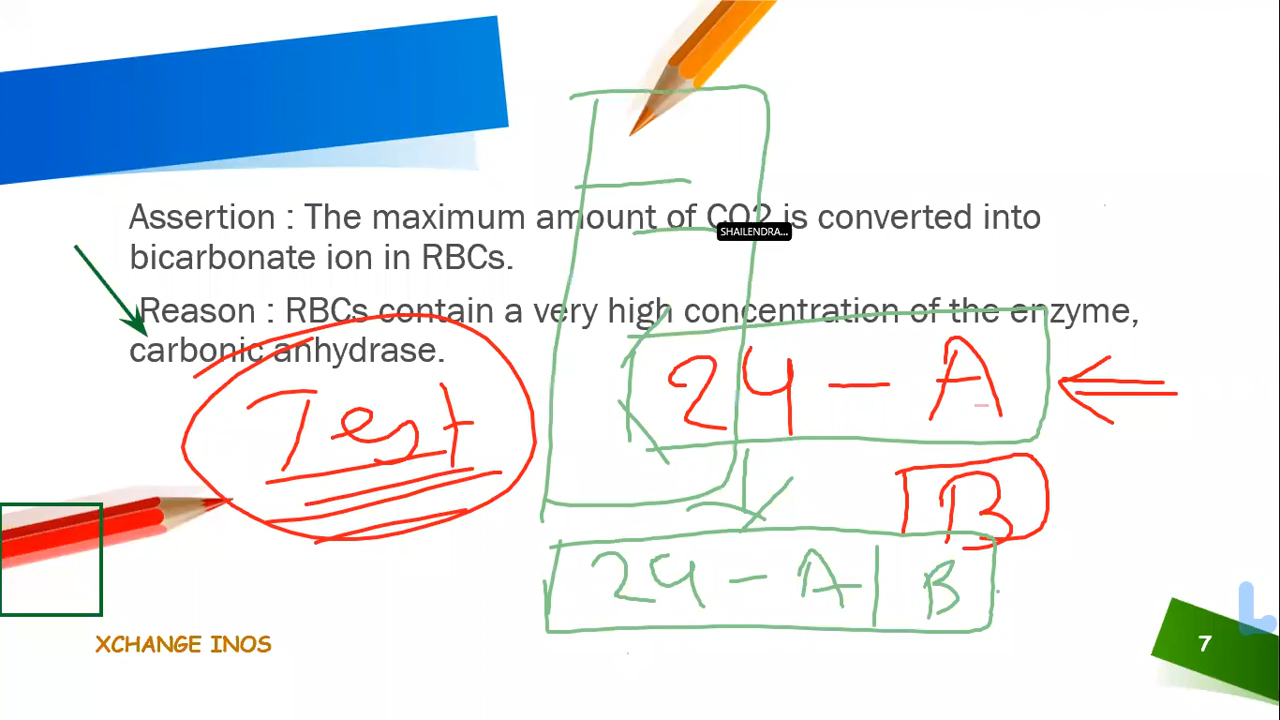 Assertion : The maximum amount of CO2 is converted into
SHAILENDRA...
bicarbonate ion in RBCs.
Reason : RBCs contain a very high concentration of the enzyme,
carbonic anhydrase.
24 - A
Test
B
24 - A | B
XCHANGE INOS
7